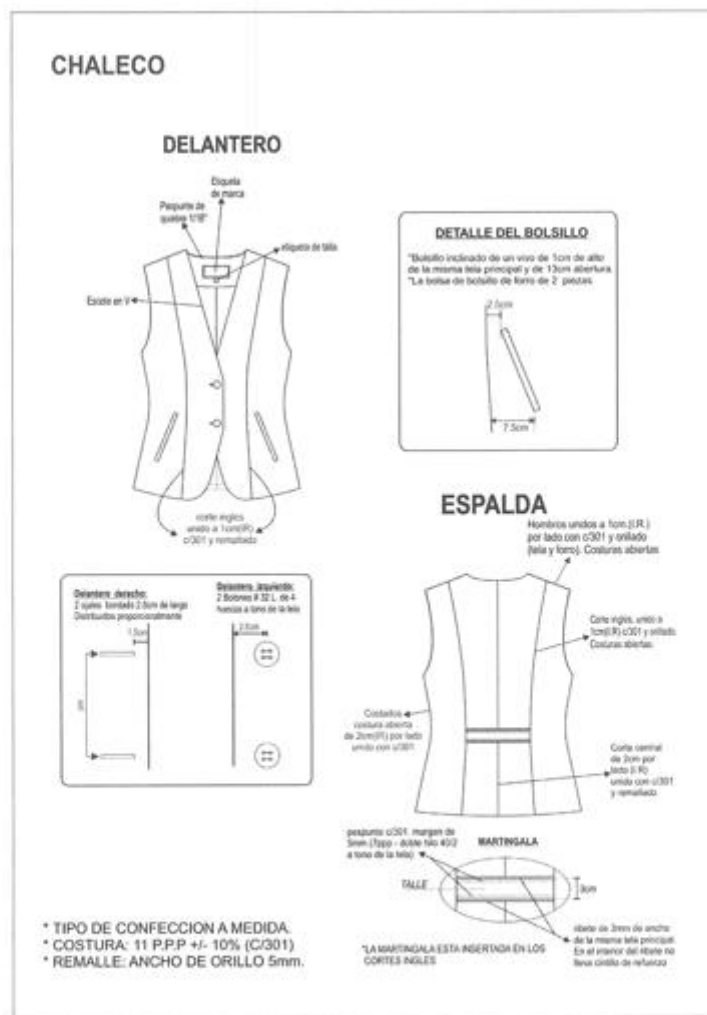 CHALECO
DELANTERO
Etiqueta
de marca
Pespunte de
quiebre 1/16"
etiqueta de talla
Escote en V
corte ingles
unido a 1cm(IR)
c/301 y remallado
DETALLE DEL BOLSILLO
*Bolsillo inclinado de un vivo de 1cm de alto
de la misma tela principal y de 13cm abertura
*La bolsa de bolsillo de forro de 2 piezas
2.5cm
7.5cm
ESPALDA
Hombros unidos a 1cm.(I.R.)
por lado con c/301 y orillado
(tela y forro). Costuras abiertas
Corte ingles, unido a
1cm(I.R) c/301 y orillado
Costuras abiertas.
Costados
costura abierta
de 2cm(IR) por lado
unido con c/301
Corte central
de 2cm por
lado (I.R)
unido con c/301
y remallado
Delantero derecho:
2 ojales bordado 2.8cm de largo
Distribuidos proporcionalmente
1.5cm
Delantero izquierdo:
2 Botones # 32 L. de 4
huecos a tono de la tela
2.5cm
pespunte c/301. margen de
5mm (7ppp - doble hilo 40/2
a tono de la tela)
MARTINGALA
TALLE
3cm
ribete de 3mm de ancho
de la misma tela principal.
En el interior del ribete no
lleva cintillo de refuerzo
*LA MARTINGALA ESTA INSERTADA EN LOS
CORTES INGLES
* TIPO DE CONFECCION A MEDIDA.
* COSTURA: 11 P.P.P +/- 10% (C/301)
* REMALLE: ANCHO DE ORILLO 5mm.